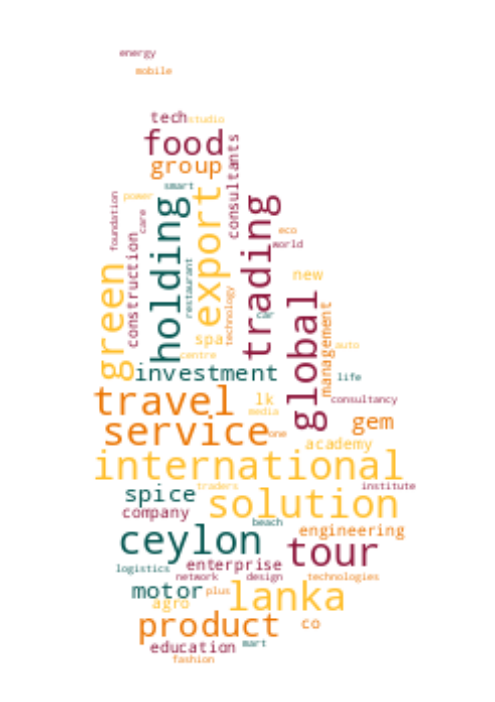 energy
mobile
tech studio
food
group
consultants
smart
foundation
power
care
holding
export
trading
construction
restaurant
technology
eco
world
green
new
car
global
management
spa
centre
auto
investment
life
travel
lk
consultancy
media
gem
service
one
academy
international
spice
traders
institute
solution
company
beach
ceylon
engineering
tour
logistics
enterprise
network
design
technologies
motor
plus
lanka
agro
product
co
education
mart
fashion